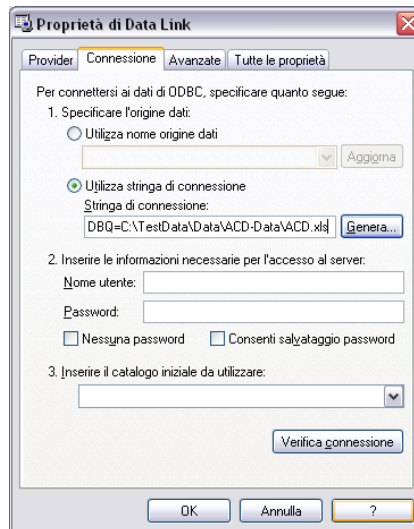 Proprietà di Data Link
Provider Connessione Avanzate Tutte le proprietà
Per connettersi ai dati di ODBC, specificare quanto segue:
1. Specificare l'origine dati:
Utilizza nome origine dati
Aggiorna
Utilizza stringa di connessione
Stringa di connessione:
DBQ=C:\TestData\Data\ACD-Data\ACD.xls Genera...
2. Inserire le informazioni necessarie per l'accesso al server:
Nome utente:
Password:
Nessuna password Consenti salvataggio password
3. Inserire il catalogo iniziale da utilizzare:
Verifica connessione
OK Annulla ?